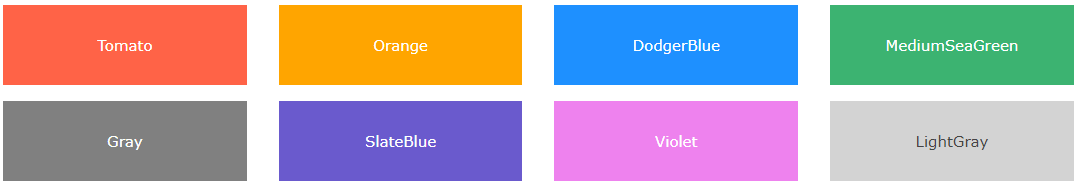 Tomato
Orange
DodgerBlue
MediumSeaGreen
Gray
SlateBlue
Violet
LightGray